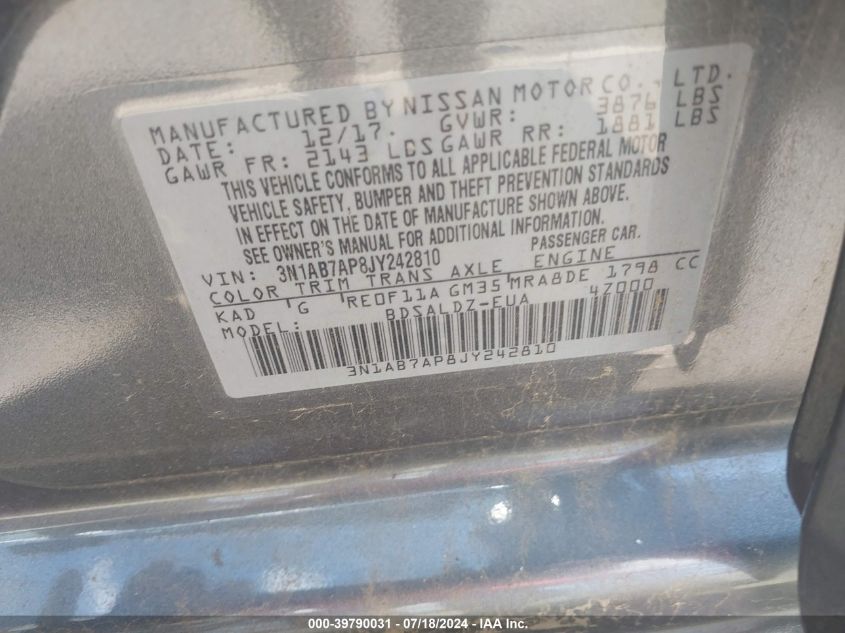 MANUFACTURED BY NISSAN MOTOR CO., LTD.
DATE: 12/17. GVWR: 3876 LBS
GAWR FR: 2143 LBS GAWR RR: 1881 LBS
THIS VEHICLE CONFORMS TO ALL APPLICABLE FEDERAL MOTOR
VEHICLE SAFETY, BUMPER AND THEFT PREVENTION STANDARDS
IN EFFECT ON THE DATE OF MANUFACTURE SHOWN ABOVE.
SEE OWNER'S MANUAL FOR ADDITIONAL INFORMATION.
VIN: 3N1AB7AP8JY242810 PASSENGER CAR.
COLOR TRIM TRANS AXLE ENGINE
KAD G RE0F11A GM35 MRA8DE 1798 CC
MODEL: BDSALDZ-EUA 4Z000
3N1AB7AP8JY242810
000-39790031 - 07/18/2024 - IAA Inc.